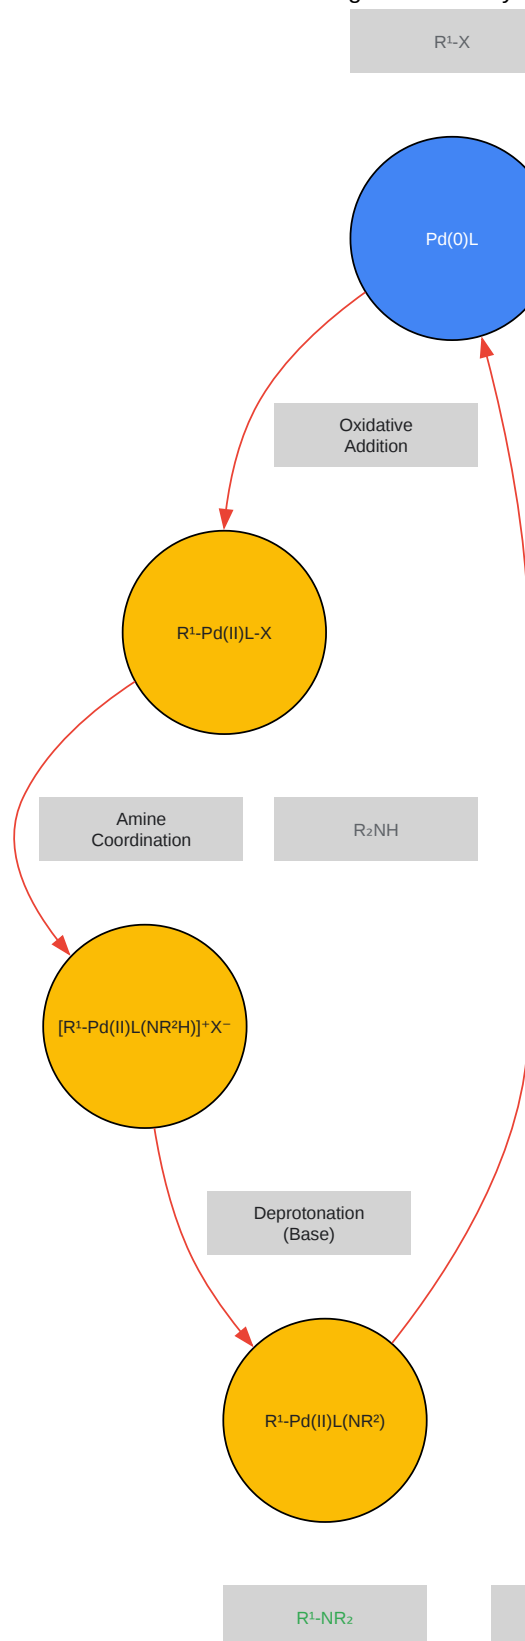 R¹-X
Pd(0)L
Oxidative
Addition
R¹-Pd(II)L-X
Amine
Coordination
R₂NH
[R¹-Pd(II)L(NR²H)]⁺X⁻
Deprotonation
(Base)
R¹-Pd(II)L(NR²)
R¹-NR₂